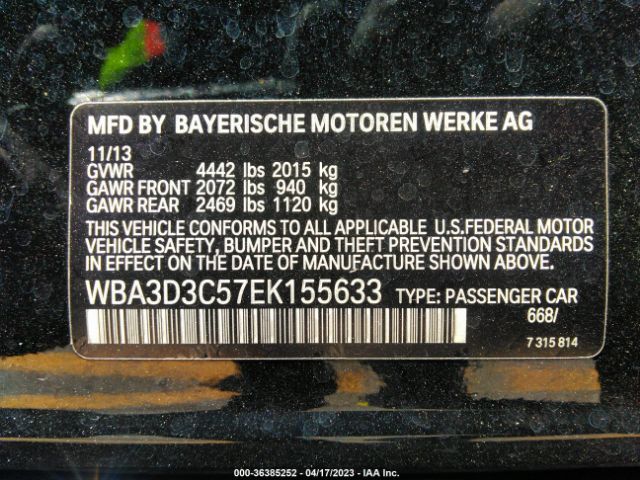 MFD BY BAYERISCHE MOTOREN WERKE AG
11/13
GVWR 4442 lbs 2015 kg
GAWR FRONT 2072 lbs 940 kg
GAWR REAR 2469 lbs 1120 kg
THIS VEHICLE CONFORMS TO ALL APPLICABLE U.S.FEDERAL MOTOR
VEHICLE SAFETY, BUMPER AND THEFT PREVENTION STANDARDS
IN EFFECT ON THE DATE OF MANUFACTURE SHOWN ABOVE.
WBA3D3C57EK155633 TYPE: PASSENGER CAR
668/
7 315 814
000-36385252 - 04/17/2023 - IAA Inc.